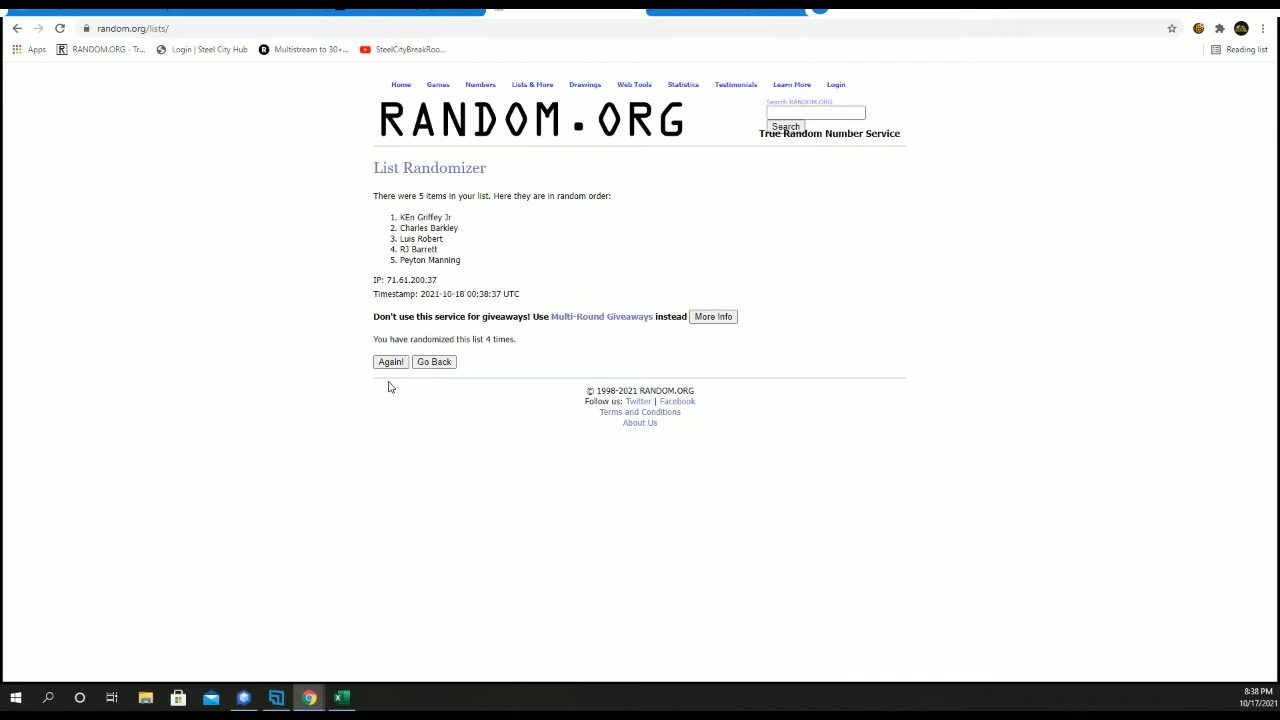 random.org/lists/
Apps
RANDOM.ORG - Tr...
Login | Steel City Hub
Multistream to 30+...
SteelCityBreakRoo...
Reading list
Home Games Numbers Lists & More Drawings Web Tools Statistics Testimonials Learn More Login
RANDOM.ORG
Search RANDOM.ORG
Search
True Random Number Service
List Randomizer
There were 5 items in your list. Here they are in random order:
1. KEn Griffey Jr
2. Charles Barkley
3. Luis Robert
4. RJ Barrett
5. Peyton Manning
IP: 71.61.200.37
Timestamp: 2021-10-18 00:38:37 UTC
Don't use this service for giveaways! Use Multi-Round Giveaways instead More Info
You have randomized this list 4 times.
Again! Go Back
© 1998-2021 RANDOM.ORG
Follow us: Twitter | Facebook
Terms and Conditions
About Us
8:38 PM
10/17/2021